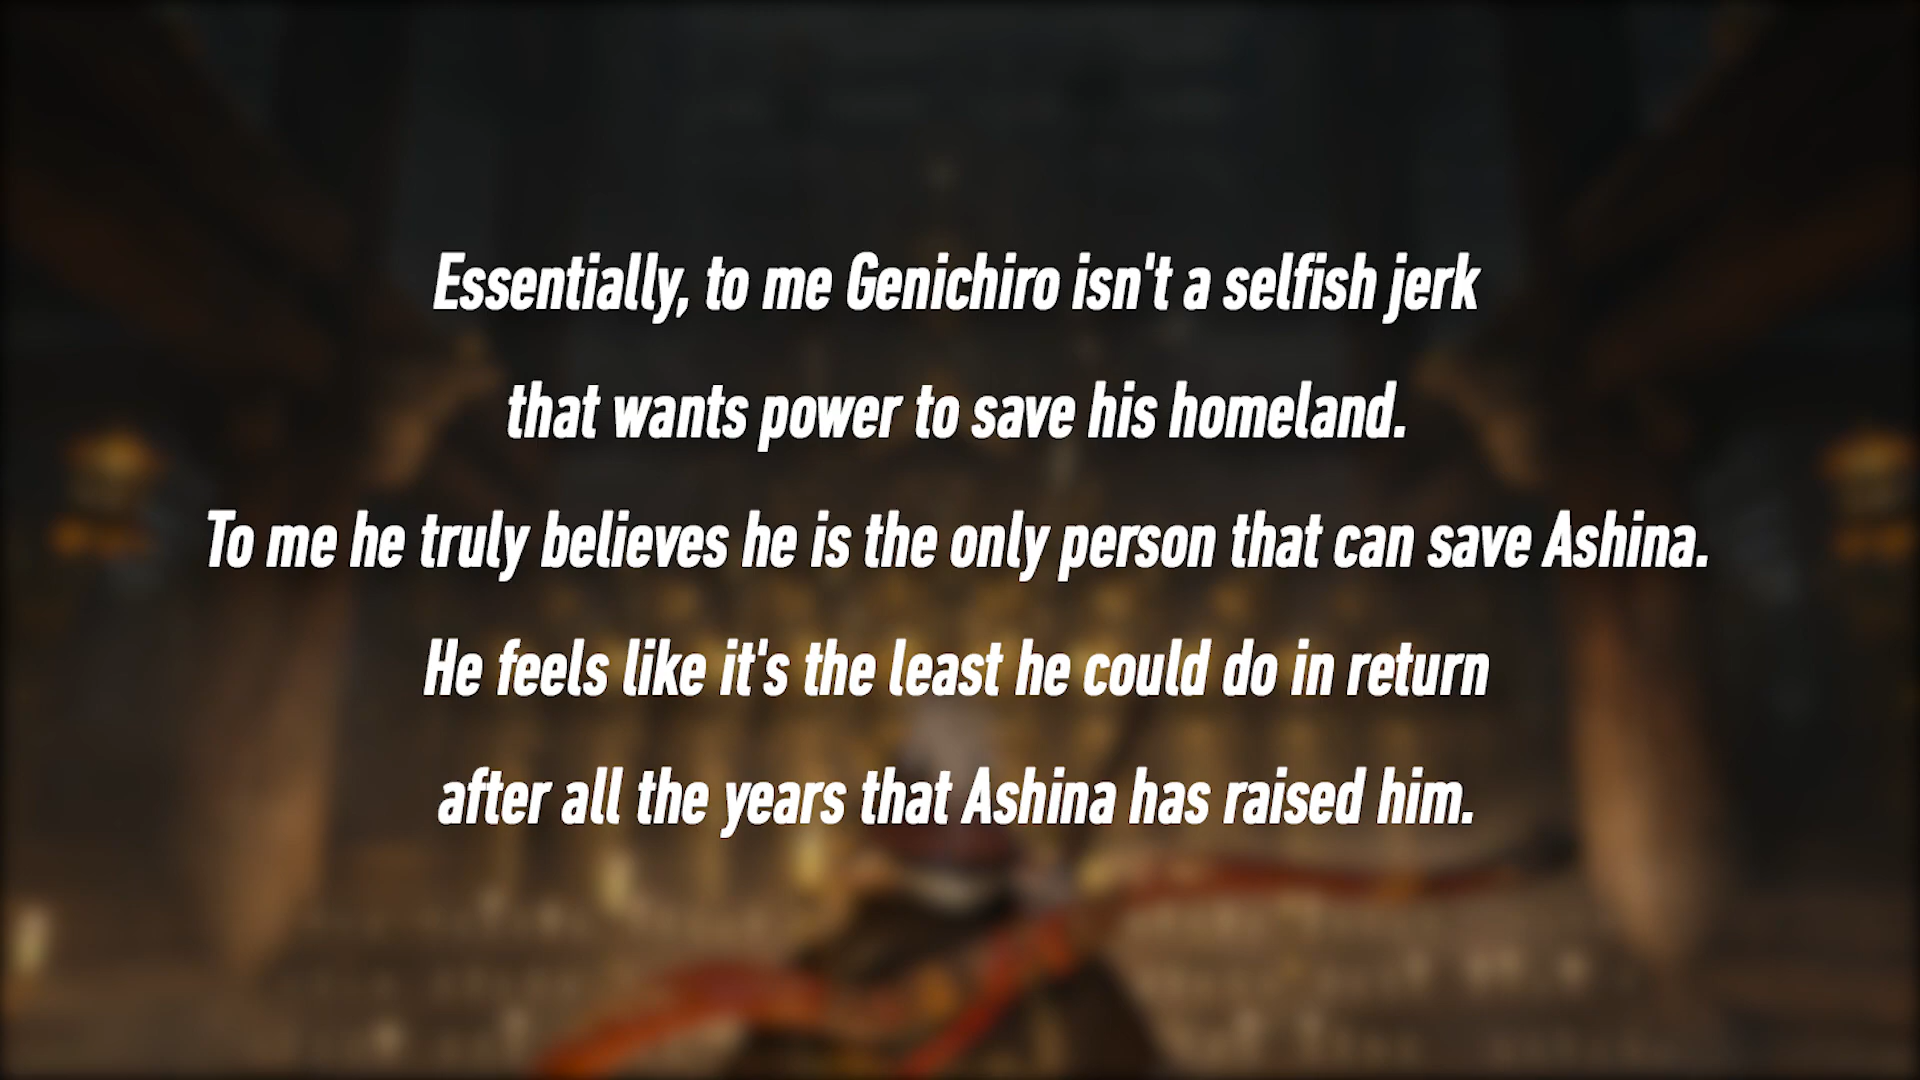 Essentially, to me Genichiro isn't a selfish jerk
that wants power to save his homeland.
To me he truly believes he is the only person that can save Ashina.
He feels like it's the least he could do in return
after all the years that Ashina has raised him.